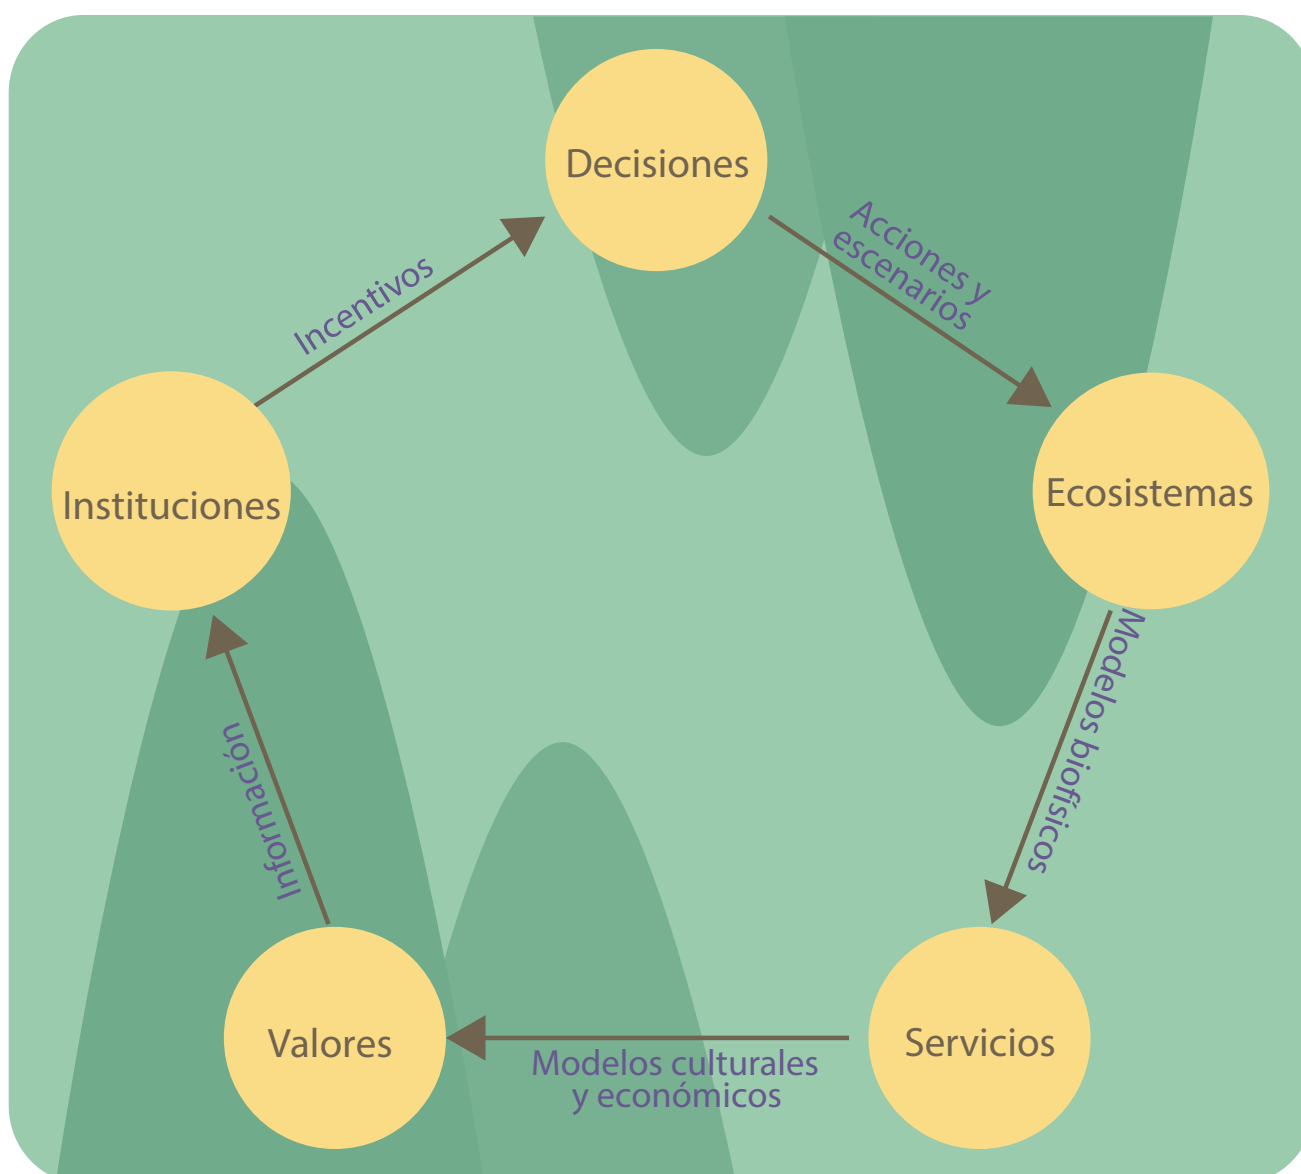 Decisiones
Acciones y
escenarios
Incentivos
Instituciones
Ecosistemas
Modelos biofísicos
Información
Valores
Servicios
Modelos culturales
y económicos